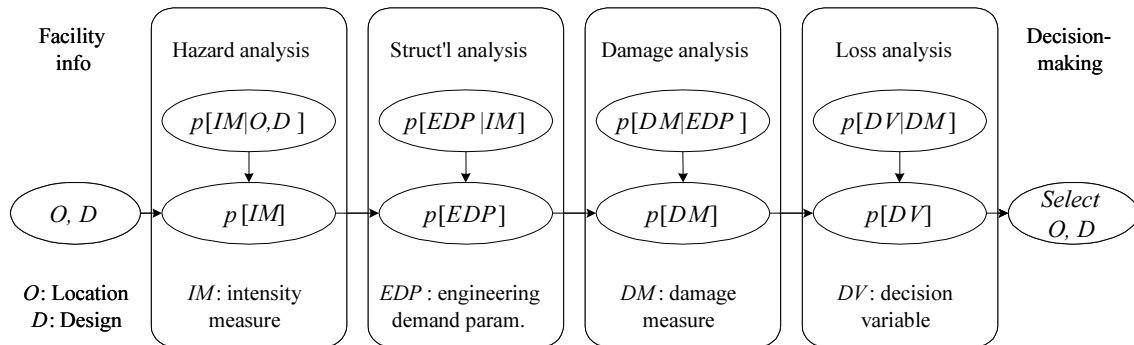 Facility
info
Hazard analysis
Struct'l analysis
Damage analysis
Loss analysis
Decision-
making
p[IM|O,D ]
p[EDP |IM]
p[DM|EDP ]
p[DV|DM]
O, D
p[IM]
p[EDP]
p[DM]
p[DV]
Select
O, D
O: Location
D: Design
IM: intensity
measure
EDP : engineering
demand param.
DM: damage
measure
DV: decision
variable